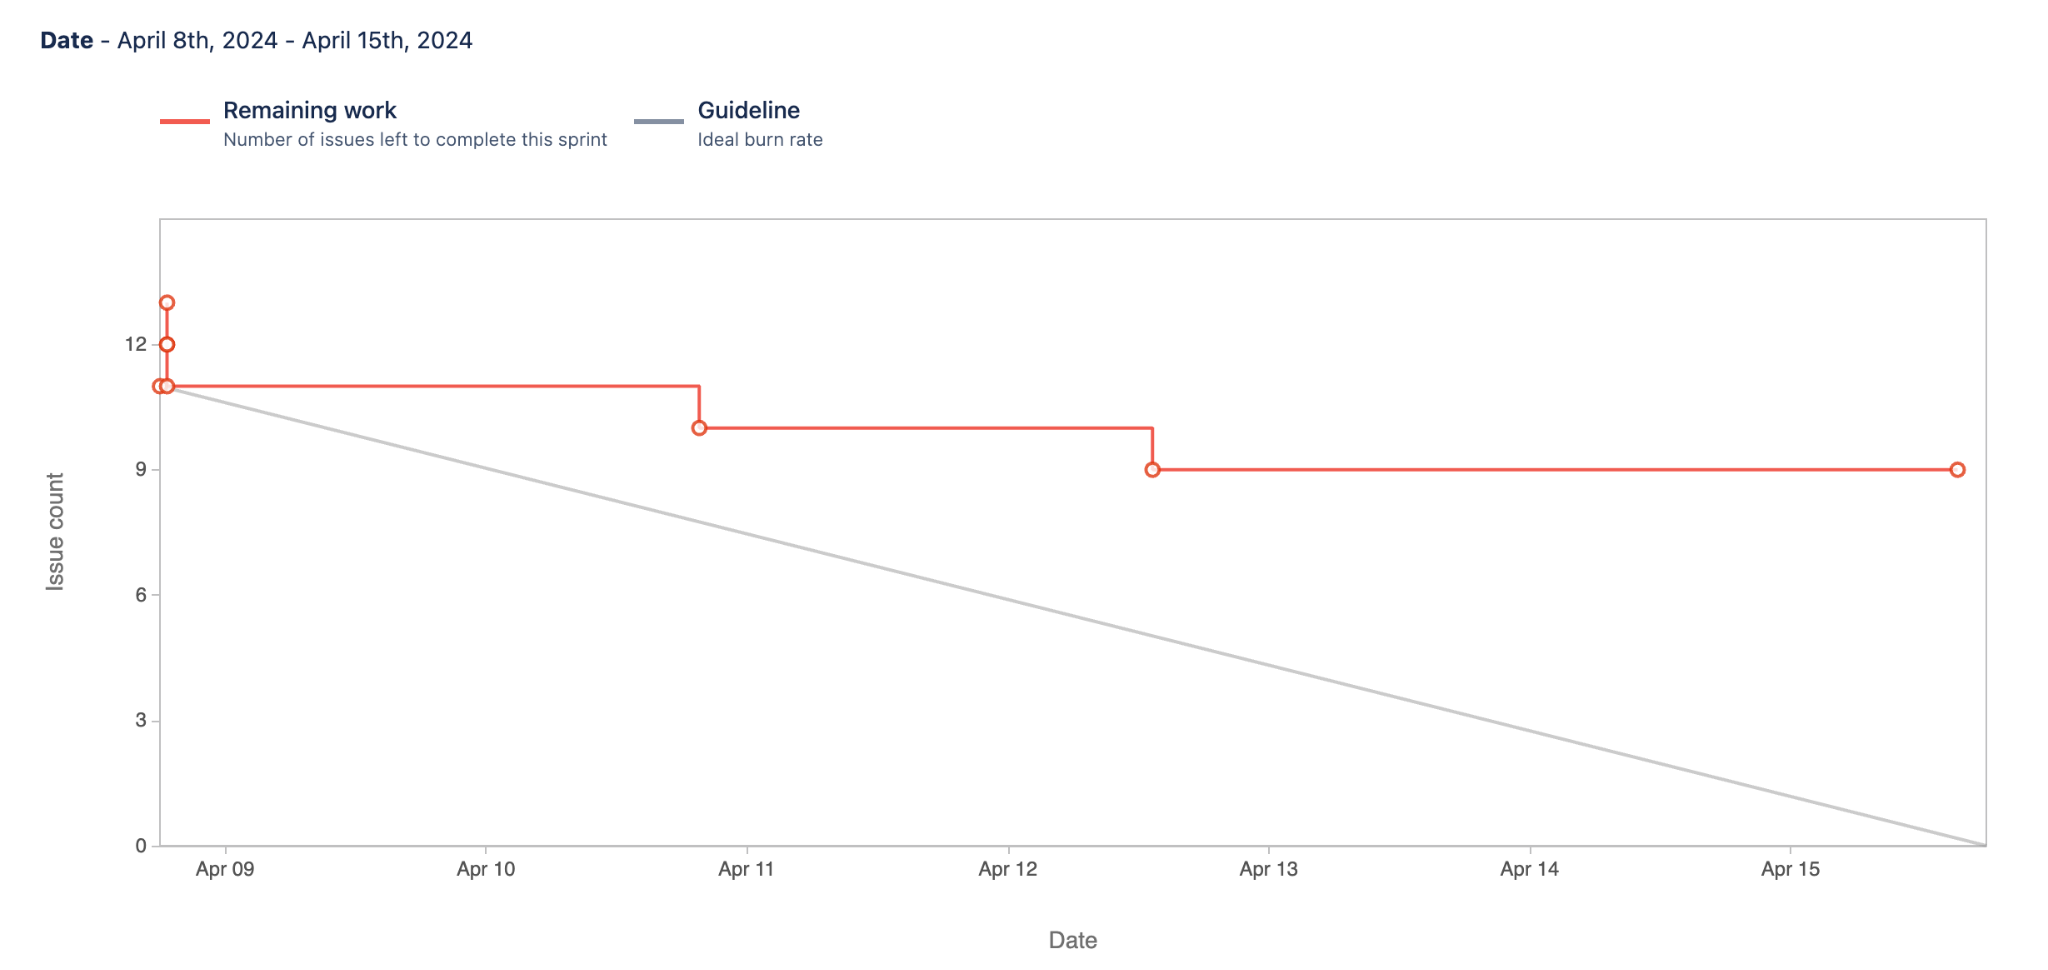 Date - April 8th, 2024 - April 15th, 2024
Remaining work
Number of issues left to complete this sprint
Guideline
Ideal burn rate
Issue count
12
9
6
3
0
Apr 09
Apr 10
Apr 11
Apr 12
Apr 13
Apr 14
Apr 15
Date